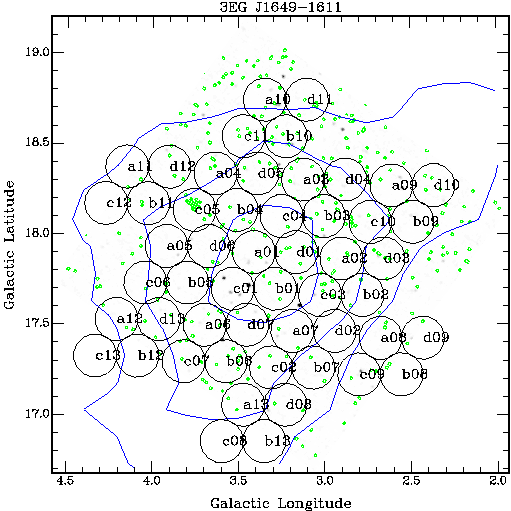 3EG J1649-1611
19.0
a10 d11
18.5
c11 b10
a11 d12 a04 d05 a03 d04 a09 d10
c12 b11 c05 b04 c04 b03 c10 b09
18.0
a05 d06 a01 d01 a02 d03
c06 b05 c01 b01 c03 b02
17.5
a12 d13 a06 d07 a07 d02 a08 d09
c13 b12 c07 b06 c02 b07 c09 b08
17.0
a13 d08
c08 b13
4.5 4.0 3.5 3.0 2.5 2.0
Galactic Longitude
Galactic Latitude